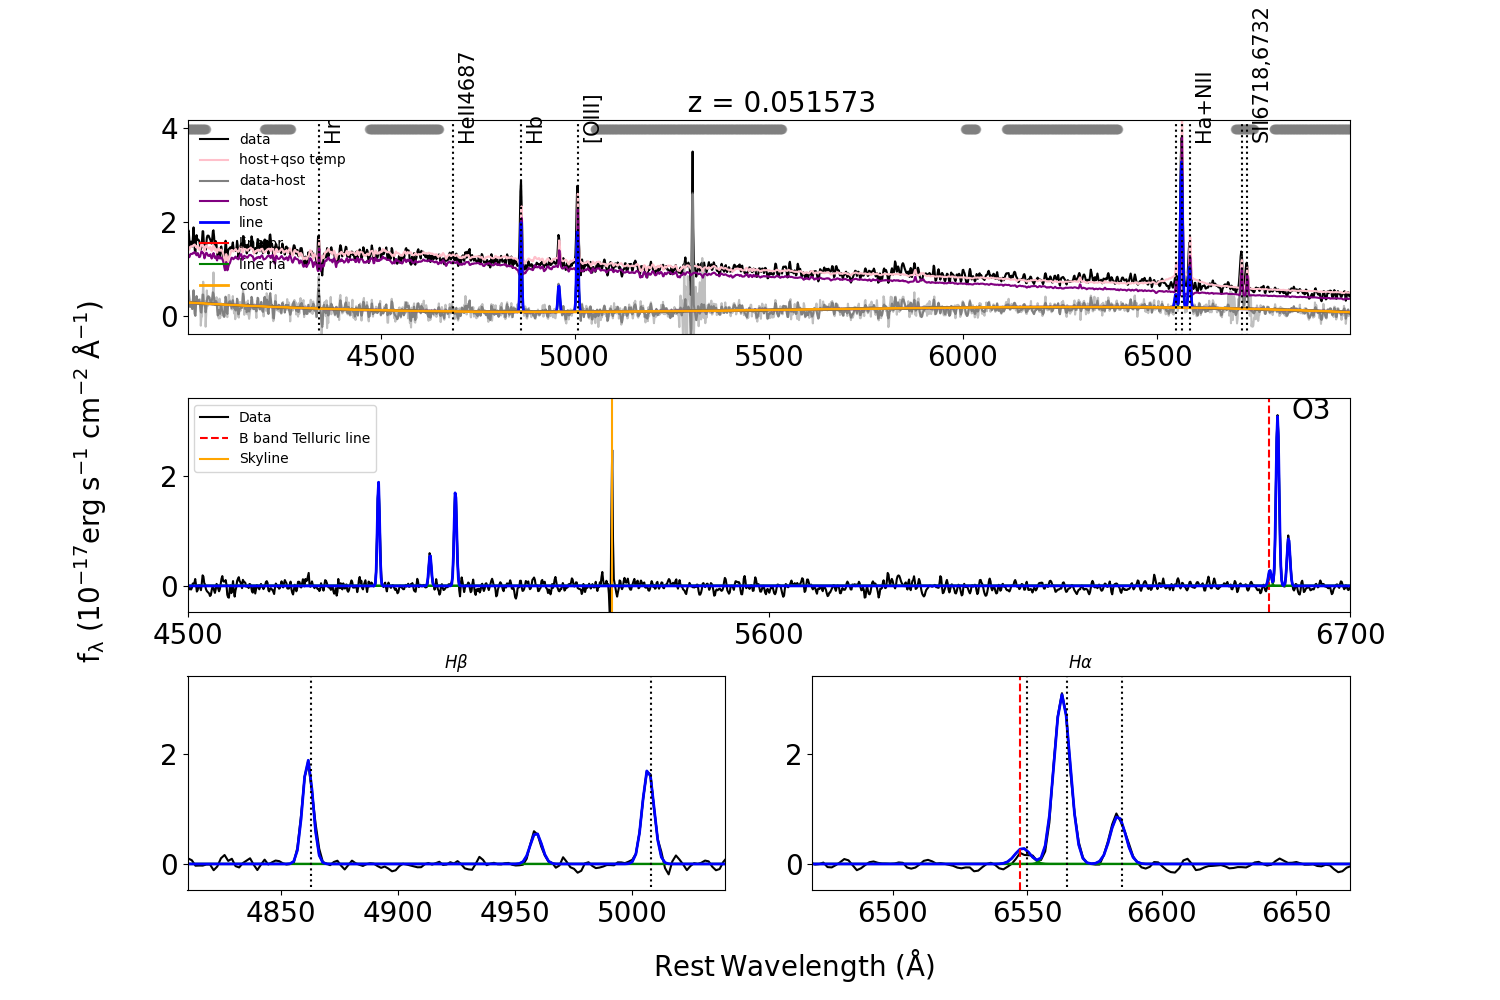 z = 0.051573
Hr
HeII4687
Hb
[OIII]
Ha+NII
SII6718,6732
data
host+qso temp
data-host
host
line
line na
conti
4
2
0
4500
5000
5500
6000
6500
Data
B band Telluric line
Skyline
O3
2
0
4500
5600
6700
fλ (10⁻¹⁷erg s⁻¹ cm⁻² Å⁻¹)
Hβ
2
0
4850
4900
4950
5000
Hα
2
0
6500
6550
6600
6650
Rest Wavelength (Å)